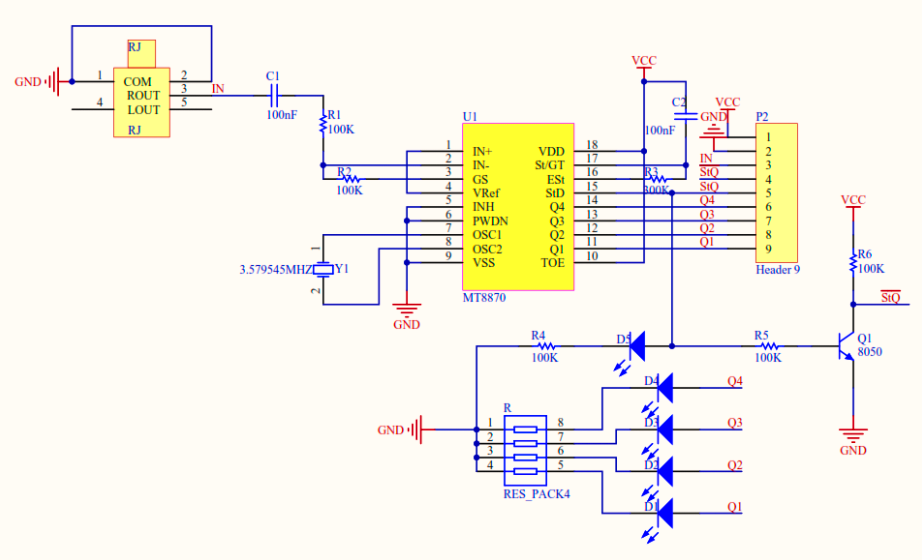 RJ
GND
1 COM 2
ROUT 3 IN
4 LOUT 5
RJ
C1
100nF
R1
100K
R2
100K
U1
1 IN+ VDD 18
2 IN- St/GT 17
3 GS ESt 16
4 VRef StD 15
5 INH Q4 14
6 PWDN Q3 13
7 OSC1 Q2 12
8 OSC2 Q1 11
9 VSS TOE 10
MT8870
1
3.579545MHZ Y1
2
GND
VCC
C2
100nF
R3
300K
VCC
GND
P2
1
2
IN 3
StQ 4
StQ 5
Q4 6
Q3 7
Q2 8
Q1 9
Header 9
VCC
R6
100K
StQ
Q1
8050
GND
R4
100K
D5
R5
100K
D4 Q4
D3 Q3
D2 Q2
D1 Q1
GND
R
1 8
2 7
3 6
4 5
RES_PACK4